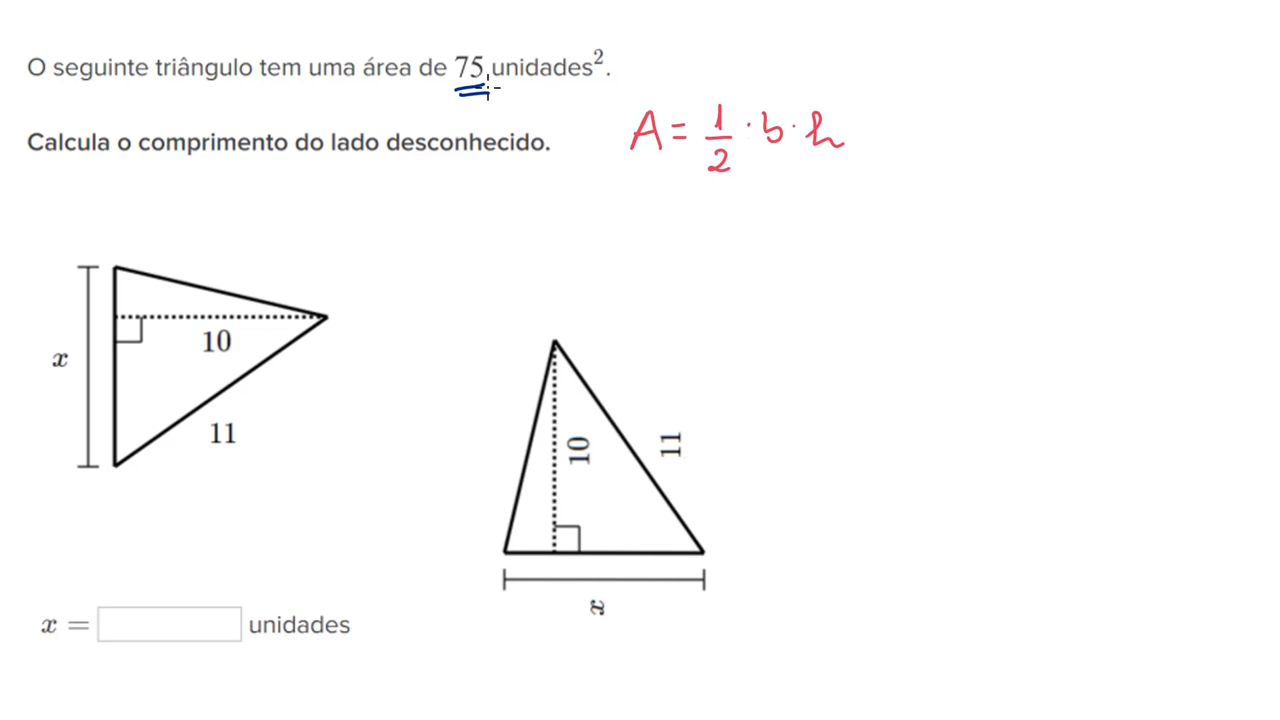 O seguinte triângulo tem uma área de 75 unidades².
Calcula o comprimento do lado desconhecido.
A = 1/2 · b · h
x
10
11
10
11
x
x = unidades